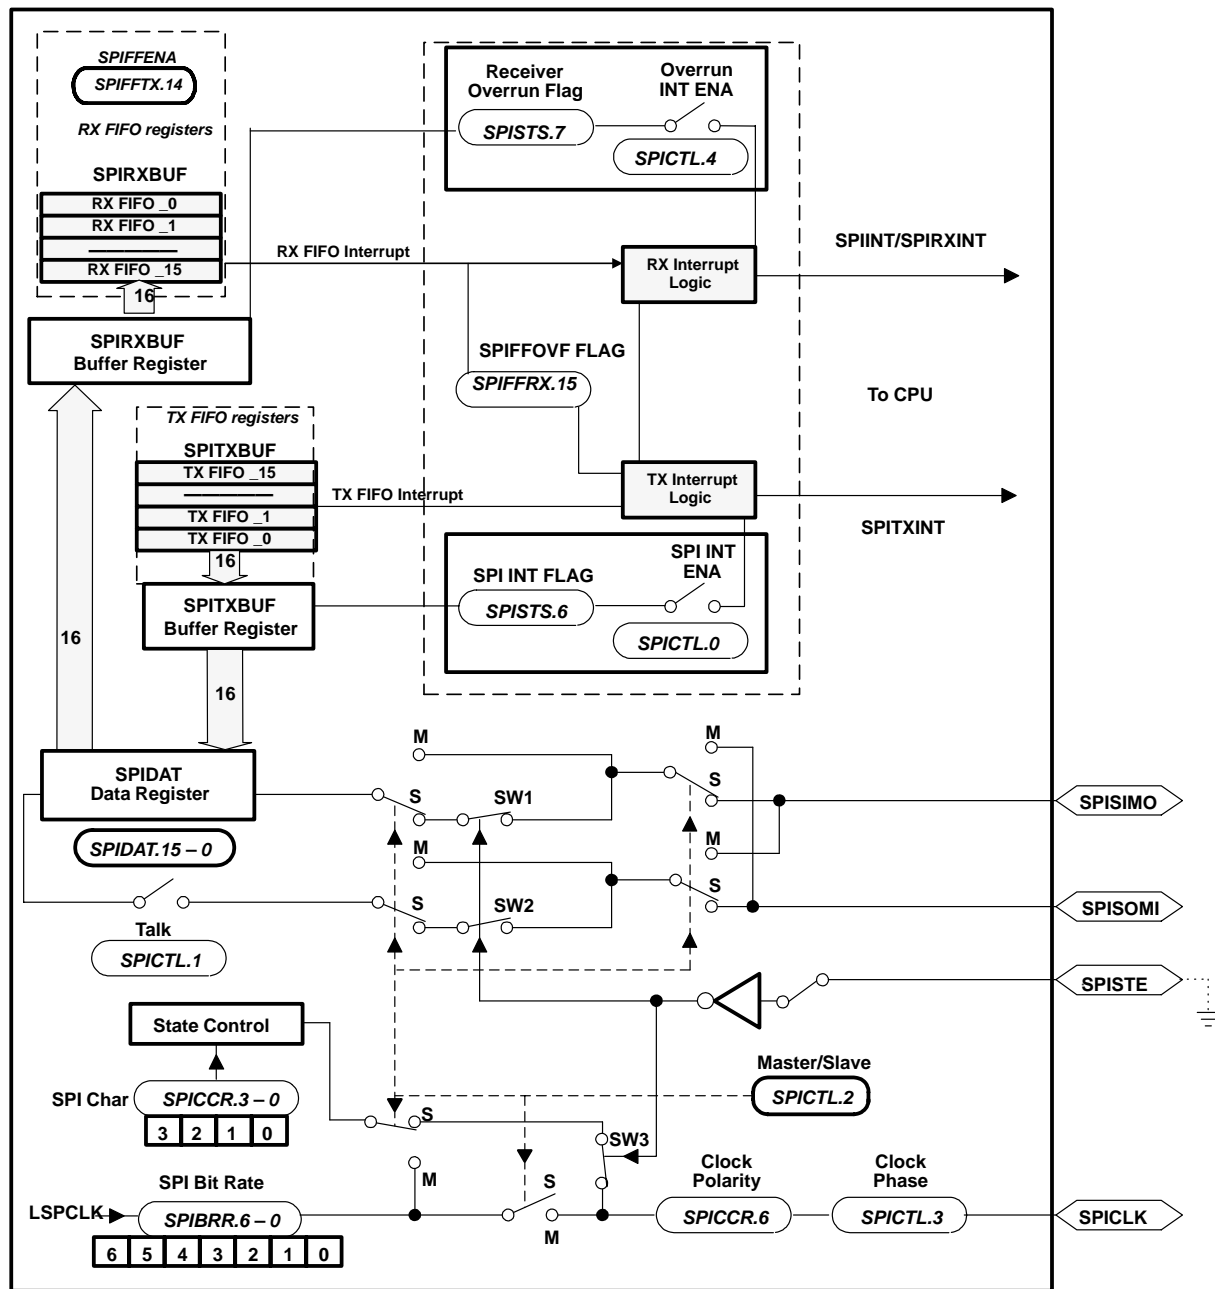 SPIFFENA
SPIFFTX.14
RX FIFO registers
SPIRXBUF
RX FIFO _0
RX FIFO _1
RX FIFO _15
16
SPIRXBUF
Buffer Register
RX FIFO Interrupt
Receiver
Overrun Flag
SPISTS.7
Overrun
INT ENA
SPICTL.4
RX Interrupt
Logic
SPIINT/SPIRXINT
SPIFFOVF FLAG
SPIFFRX.15
To CPU
TX FIFO registers
SPITXBUF
TX FIFO _15
TX FIFO _1
TX FIFO _0
16
TX FIFO Interrupt
TX Interrupt
Logic
SPITXINT
SPITXBUF
Buffer Register
SPI INT FLAG
SPISTS.6
SPI INT
ENA
SPICTL.0
16
16
SPIDAT
Data Register
SPIDAT.15 – 0
M
S
SW1
M
S
SPISIMO
M
S
SW2
M
S
SPISOMI
Talk
SPICTL.1
SPISTE
State Control
Master/Slave
SPICTL.2
SPI Char
SPICCR.3 – 0
3 2 1 0
S
M
SW3
SPI Bit Rate
LSPCLK
SPIBRR.6 – 0
6 5 4 3 2 1 0
S
M
Clock
Polarity
SPICCR.6
Clock
Phase
SPICTL.3
SPICLK